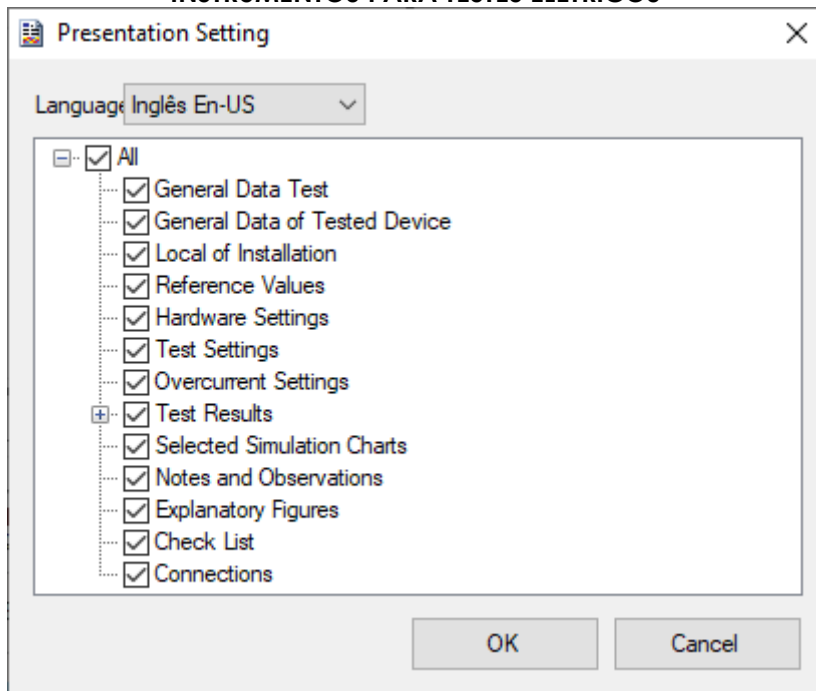 INSTRUMENTOS PARA TESTES ELÉTRICOS
Presentation Setting
Language Inglês En-US
All
General Data Test
General Data of Tested Device
Local of Installation
Reference Values
Hardware Settings
Test Settings
Overcurrent Settings
Test Results
Selected Simulation Charts
Notes and Observations
Explanatory Figures
Check List
Connections
OK Cancel